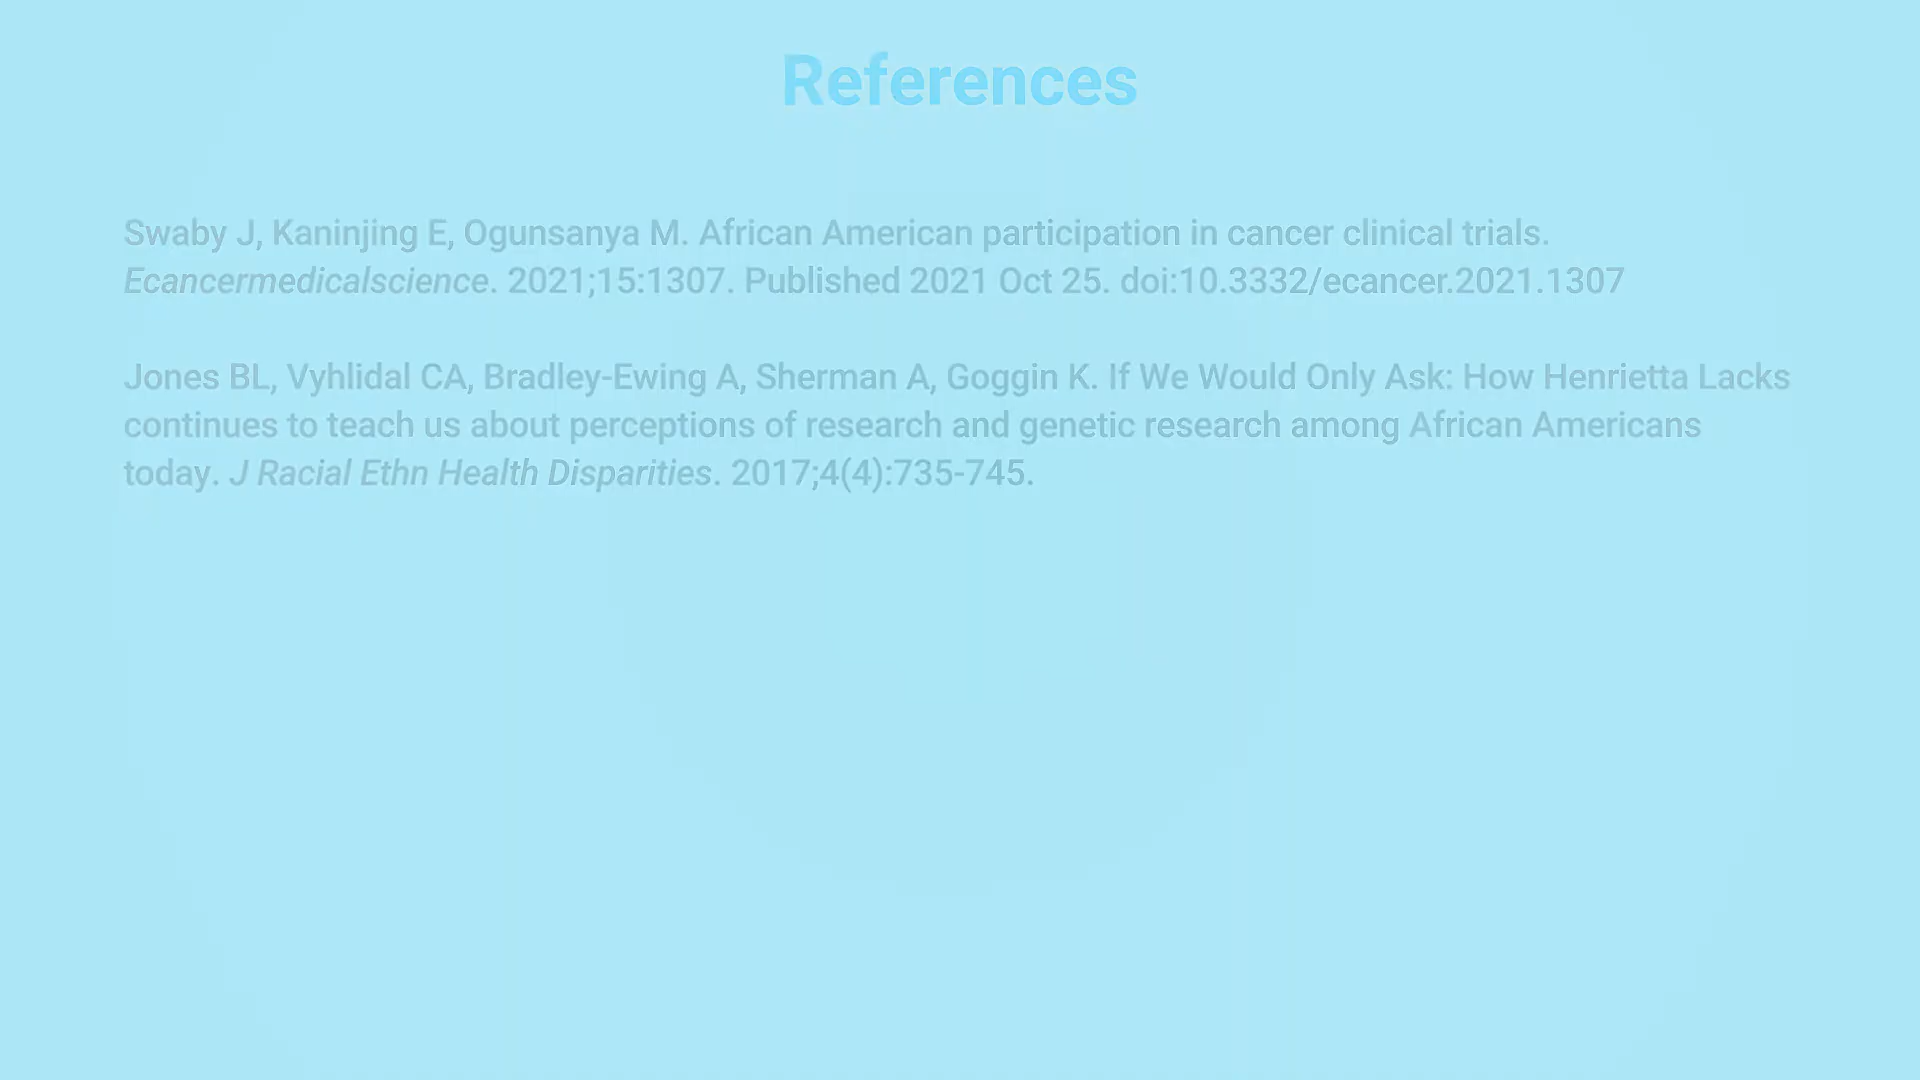 References
Swaby J, Kaninjing E, Ogunsanya M. African American participation in cancer clinical trials.
Ecancermedicalscience. 2021;15:1307. Published 2021 Oct 25. doi:10.3332/ecancer.2021.1307
Jones BL, Vyhlidal CA, Bradley-Ewing A, Sherman A, Goggin K. If We Would Only Ask: How Henrietta Lacks
continues to teach us about perceptions of research and genetic research among African Americans
today. J Racial Ethn Health Disparities. 2017;4(4):735-745.